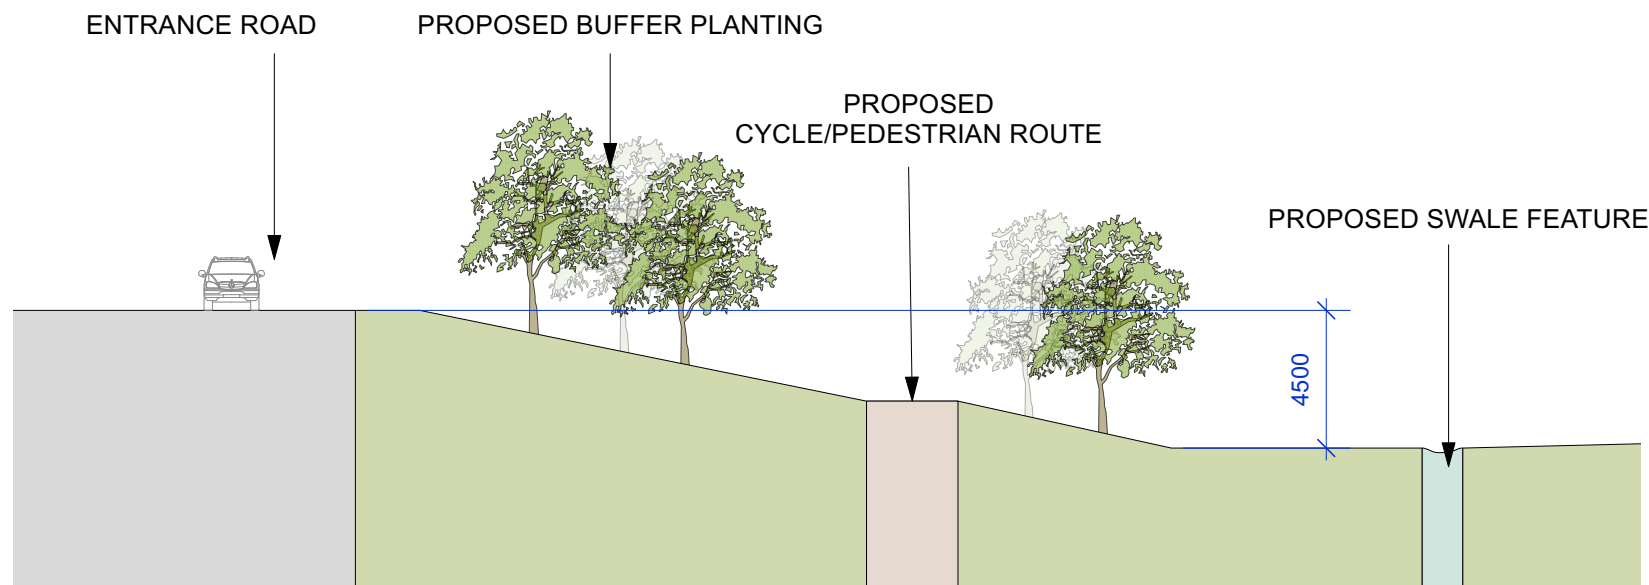 ENTRANCE ROAD
PROPOSED BUFFER PLANTING
PROPOSED
CYCLE/PEDESTRIAN ROUTE
PROPOSED SWALE FEATURE
4500